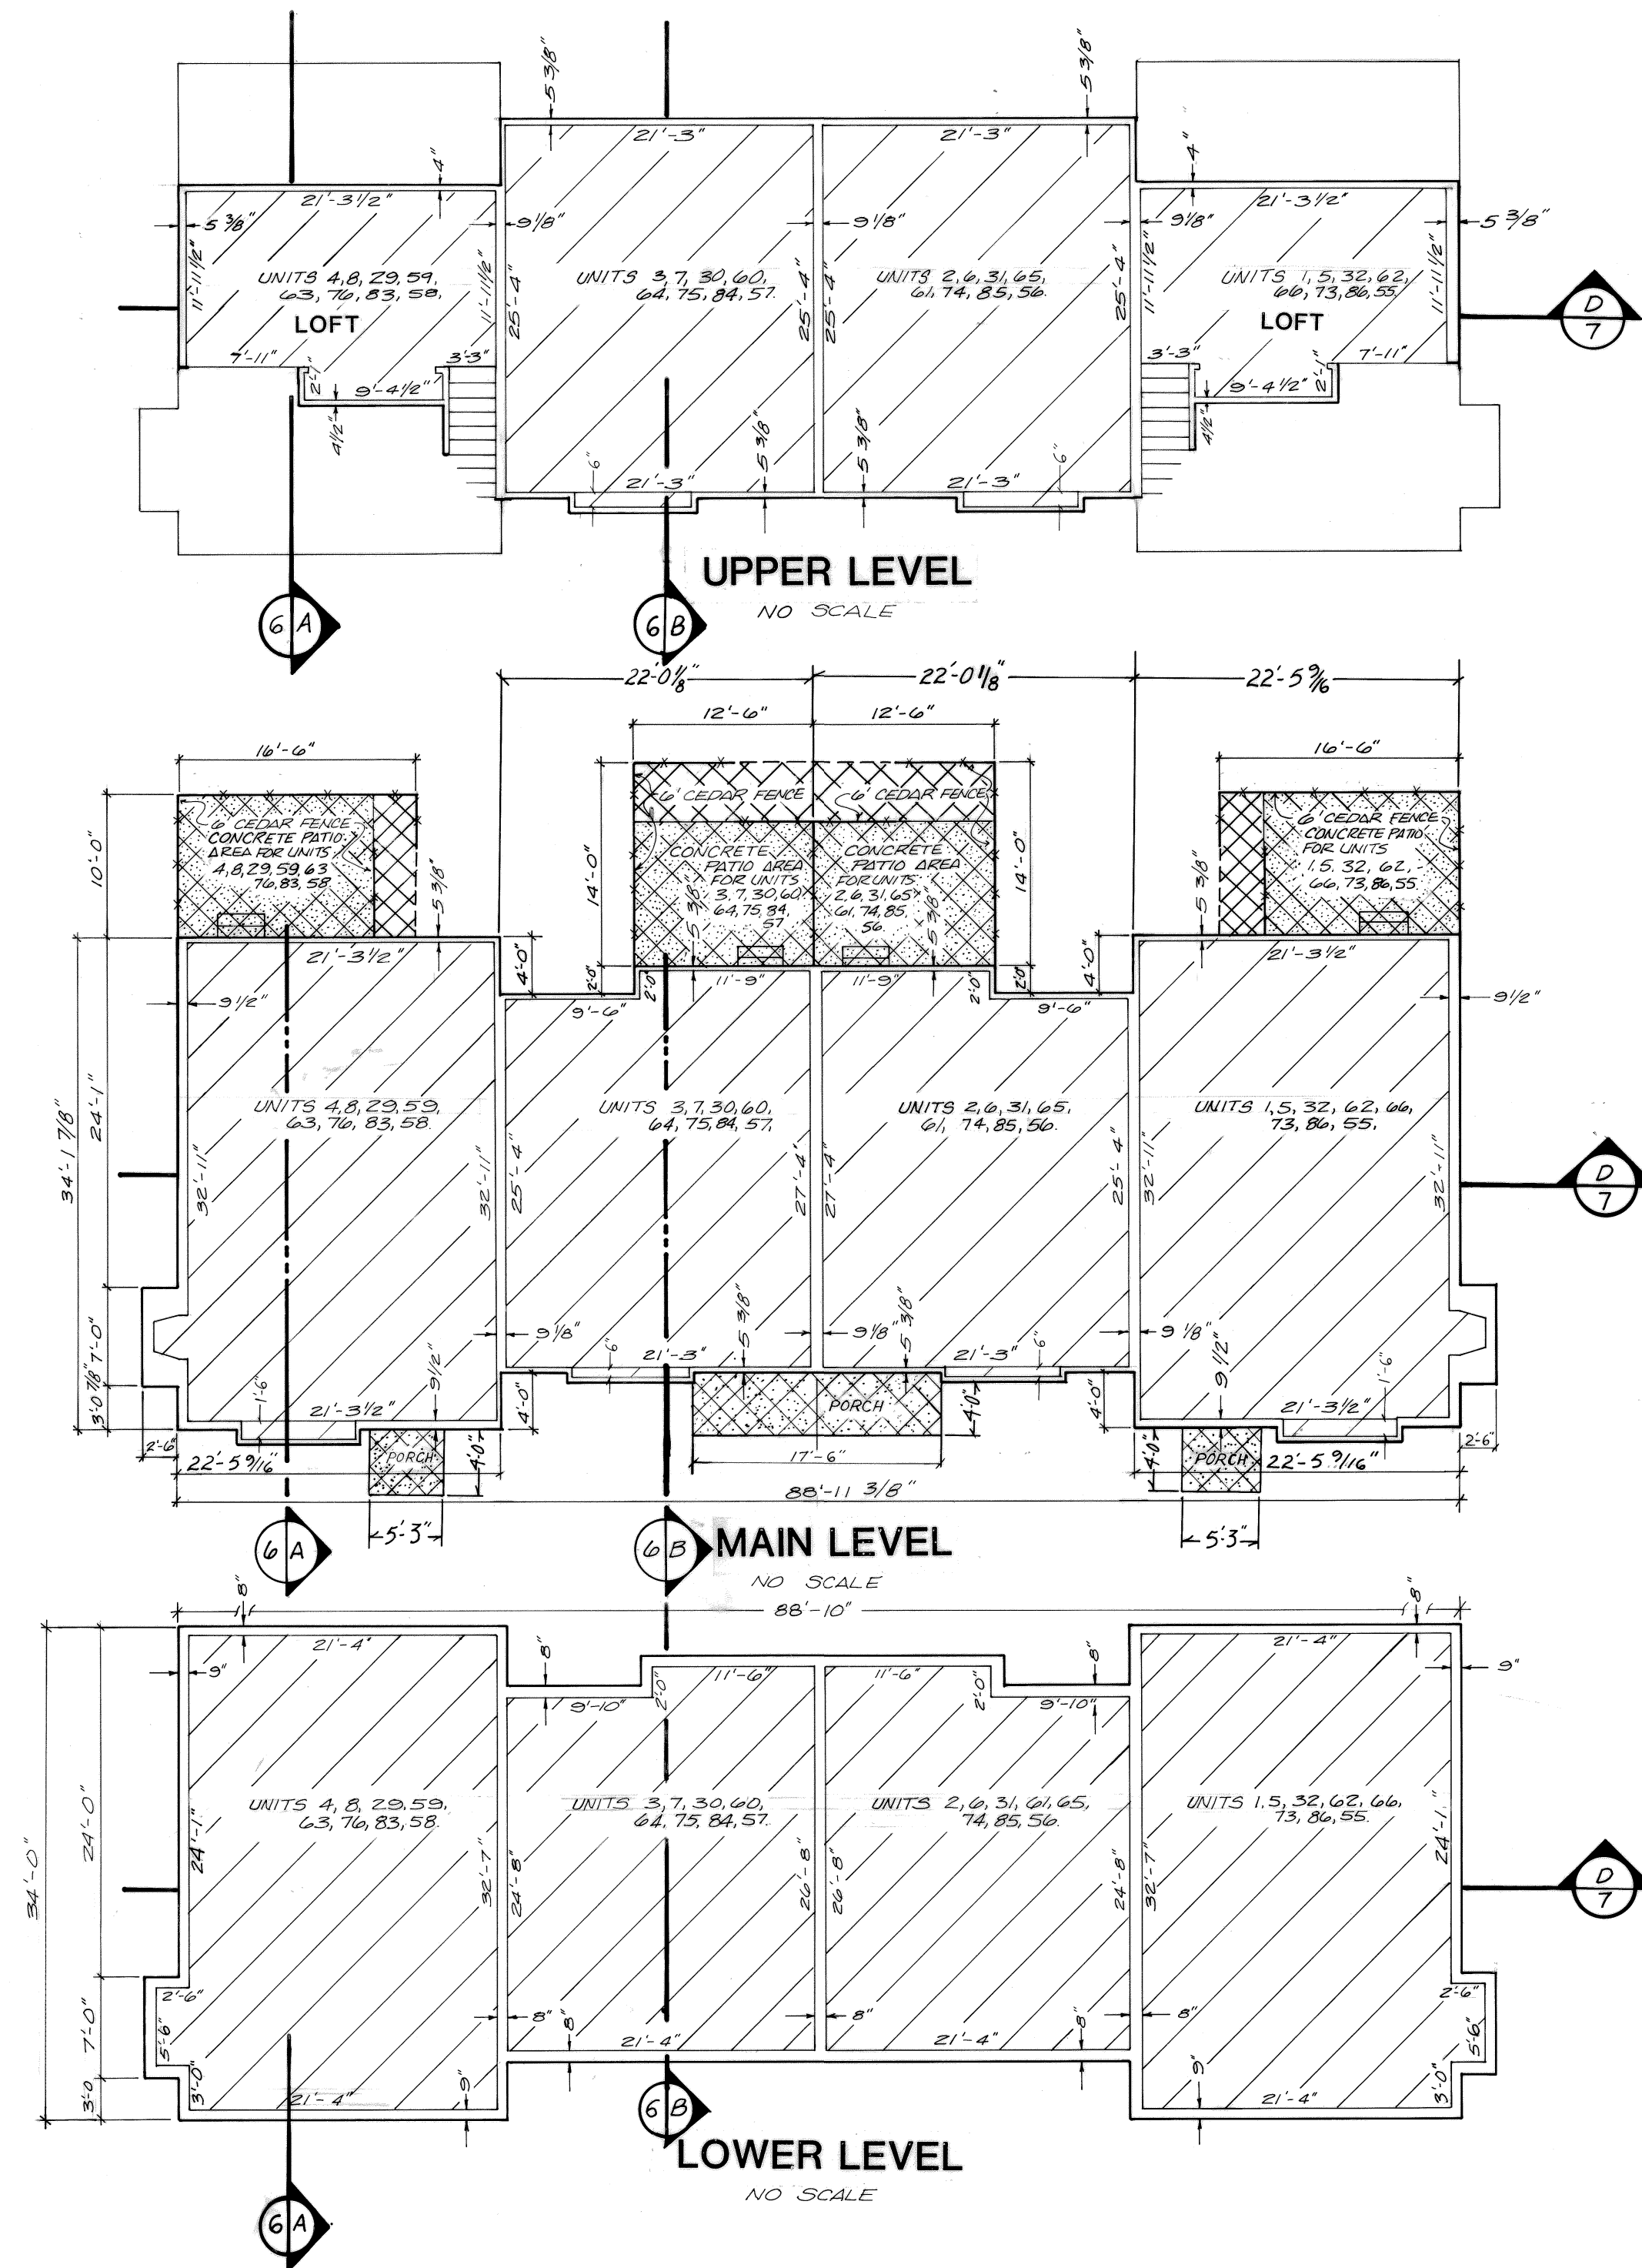 5 3/8"
5 3/8"
21'-3"
21'-3"
4"
4"
21'-3 1/2"
21'-3 1/2"
5 3/8"
9 1/8"
9 1/8"
9 1/8"
5 3/8"
11'-11 1/2"
11'-11 1/2"
25'-4"
25'-4"
25'-4"
25'-4"
11'-11 1/2"
11'-11 1/2"
UNITS 4,8, 29,59,
63, 76, 83, 58,
LOFT
UNITS 3,7, 30,60,
64, 75, 84, 57.
UNITS 2,6,31,65,
61, 74, 85, 56.
UNITS 1, 5, 32, 62,
66, 73, 86, 55
LOFT
D
7
7'-11"
3'-3"
3'-3"
7'-11"
2'-1"
9'-4 1/2"
9'-4 1/2"
2'-1"
4 1/2"
4 1/2"
5 3/8"
5 3/8"
6"
21'-3"
21'-3"
6"
UPPER LEVEL
NO SCALE
6 A
6 B
22'-0 1/8"
22'-0 1/8"
22'-5 9/16
12'-6"
12'-6"
16'-6"
16'-6"
6' CEDAR FENCE
CONCRETE PATIO
AREA FOR UNITS
4,8,29,59,63
76,83,58
6' CEDAR FENCE
6' CEDAR FENCE
CONCRETE
PATIO AREA
FOR UNITS
3, 7, 30, 60
64, 75, 84,
57
CONCRETE
PATIO AREA
FOR UNITS
2,6,31,65
61, 74, 85,
56
6' CEDAR FENCE
CONCRETE PATIO
FOR UNITS
1, 5, 32, 62,
66, 73, 86, 55
10'-0"
14'-0"
14'-0"
5 3/8"
5 3/8"
5 3/8"
5 3/8"
21'-3 1/2"
4'-0"
2'-0"
2'-0"
11'-9"
11'-9"
2'-0"
2'-0"
4'-0"
21'-3 1/2"
9 1/2"
9'-6"
9'-6"
9 1/2"
34'-1 7/8"
24'-1"
UNITS 4,8, 29,59,
63, 76, 83, 58.
UNITS 3, 7, 30, 60,
64, 75, 84, 57,
UNITS 2, 6, 31, 65,
61, 74, 85, 56.
UNITS 1, 5, 32, 62, 66,
73, 86, 55,
32'-11"
32'-11"
25'-4"
27'-4"
27'-4"
25'-4"
32'-11"
32'-11"
D
7
9 1/8"
9 1/8"
9 1/8"
5 3/8"
5 3/8"
7'-0"
3'-0 7/8"
6"
21'-3"
21'-3"
6"
9 1/2"
9 1/2"
1'-6"
1'-6"
21'-3 1/2"
4'-0"
PORCH
4'-0"
4'-0"
21'-3 1/2"
2'-6"
22'-5 9/16"
PORCH
4'-0"
17'-6"
4'-0"
PORCH
22'-5 9/16"
2'-6"
88'-11 3/8"
5'-3"
5'-3"
6 A
6 B
MAIN LEVEL
NO SCALE
88'-10"
8"
8"
21'-4"
8"
8"
21'-4"
9"
11'-6"
11'-6"
9"
9'-10"
2'-0"
2'-0"
9'-10"
34'-0"
24'-0"
UNITS 4, 8, 29, 59,
63, 76, 83, 58.
UNITS 3,7,30,60,
64, 75, 84, 57.
UNITS 2, 6, 31, 61, 65,
74, 85, 56.
UNITS 1, 5, 32, 62, 66,
73, 86, 55.
24'-1"
32'-7"
24'-8"
26'-8"
26'-8"
24'-8"
32'-7"
24'-1"
D
7
2'-6"
2'-6"
7'-0"
5'-6"
8"
8"
8"
8"
8"
5'-6"
21'-4"
21'-4"
3'-0
3'-0"
21'-4"
9"
9"
21'-4"
3'-0"
6 B
LOWER LEVEL
NO SCALE
6 A